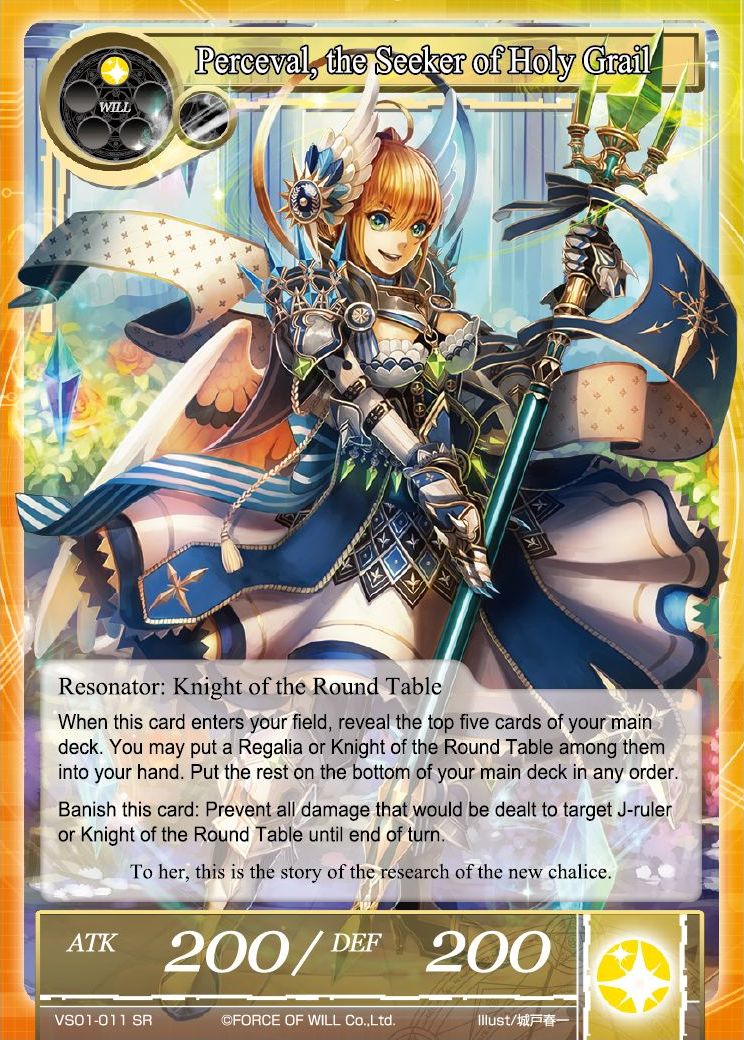 Perceval, the Seeker of Holy Grail
WILL
Resonator: Knight of the Round Table
When this card enters your field, reveal the top five cards of your main
deck. You may put a Regalia or Knight of the Round Table among them
into your hand. Put the rest on the bottom of your main deck in any order.
Banish this card: Prevent all damage that would be dealt to target J-ruler
or Knight of the Round Table until end of turn.
To her, this is the story of the research of the new chalice.
ATK 200/ DEF 200
VS01-011 SR ©FORCE OF WILL Co.,Ltd. Illust/城戸春一